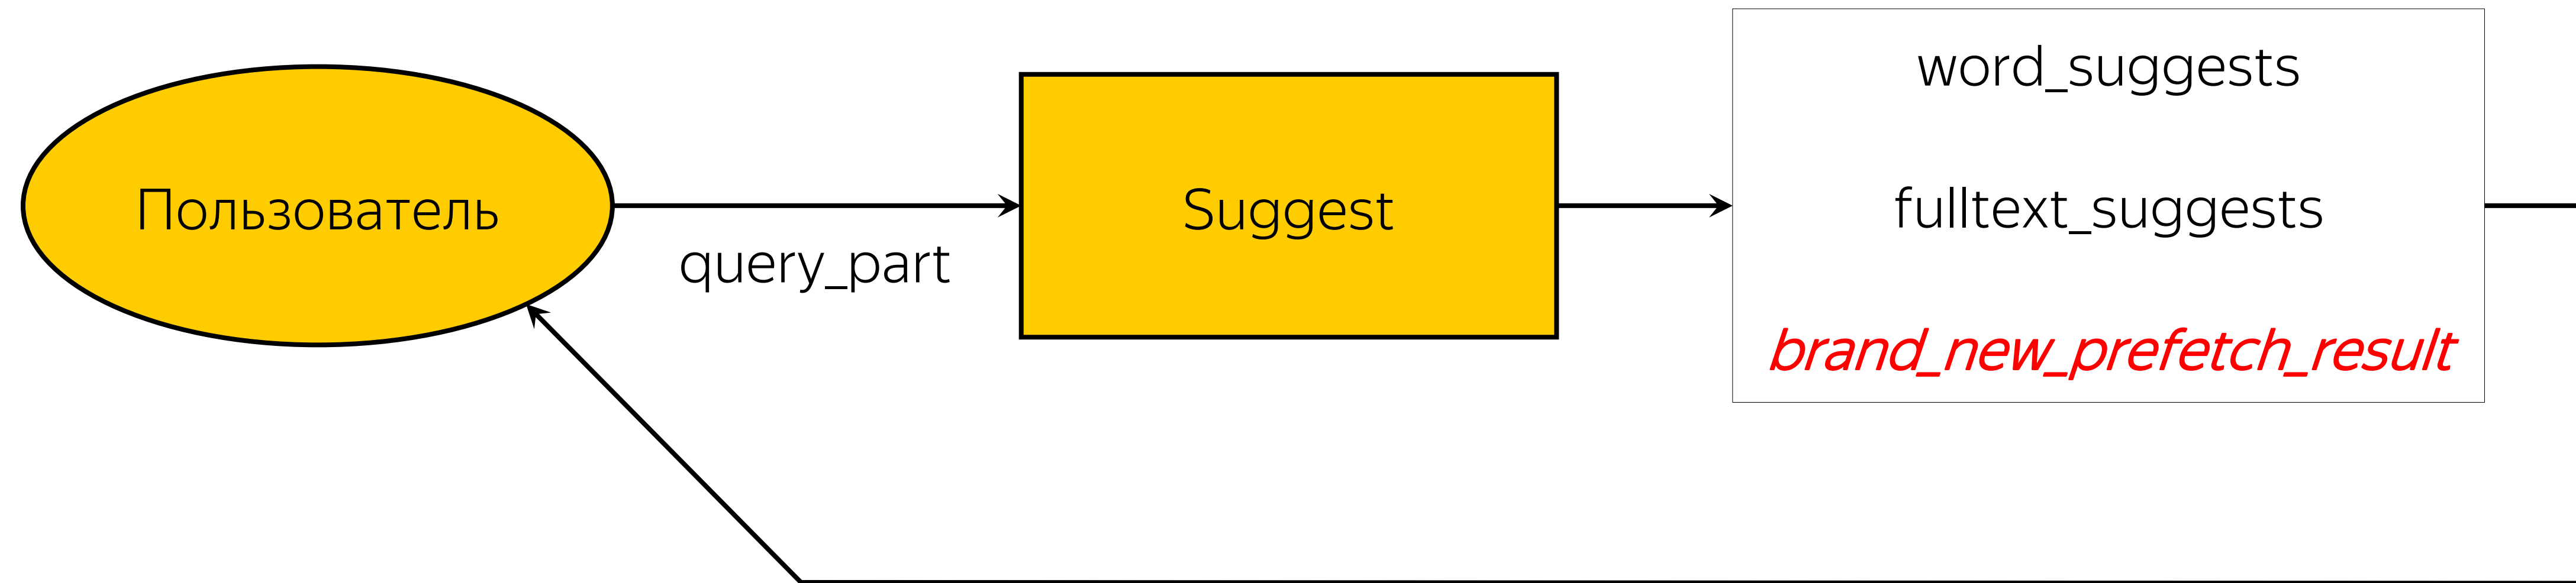 Пользователь
query_part
Suggest
word_suggests
fulltext_suggests
brand_new_prefetch_result